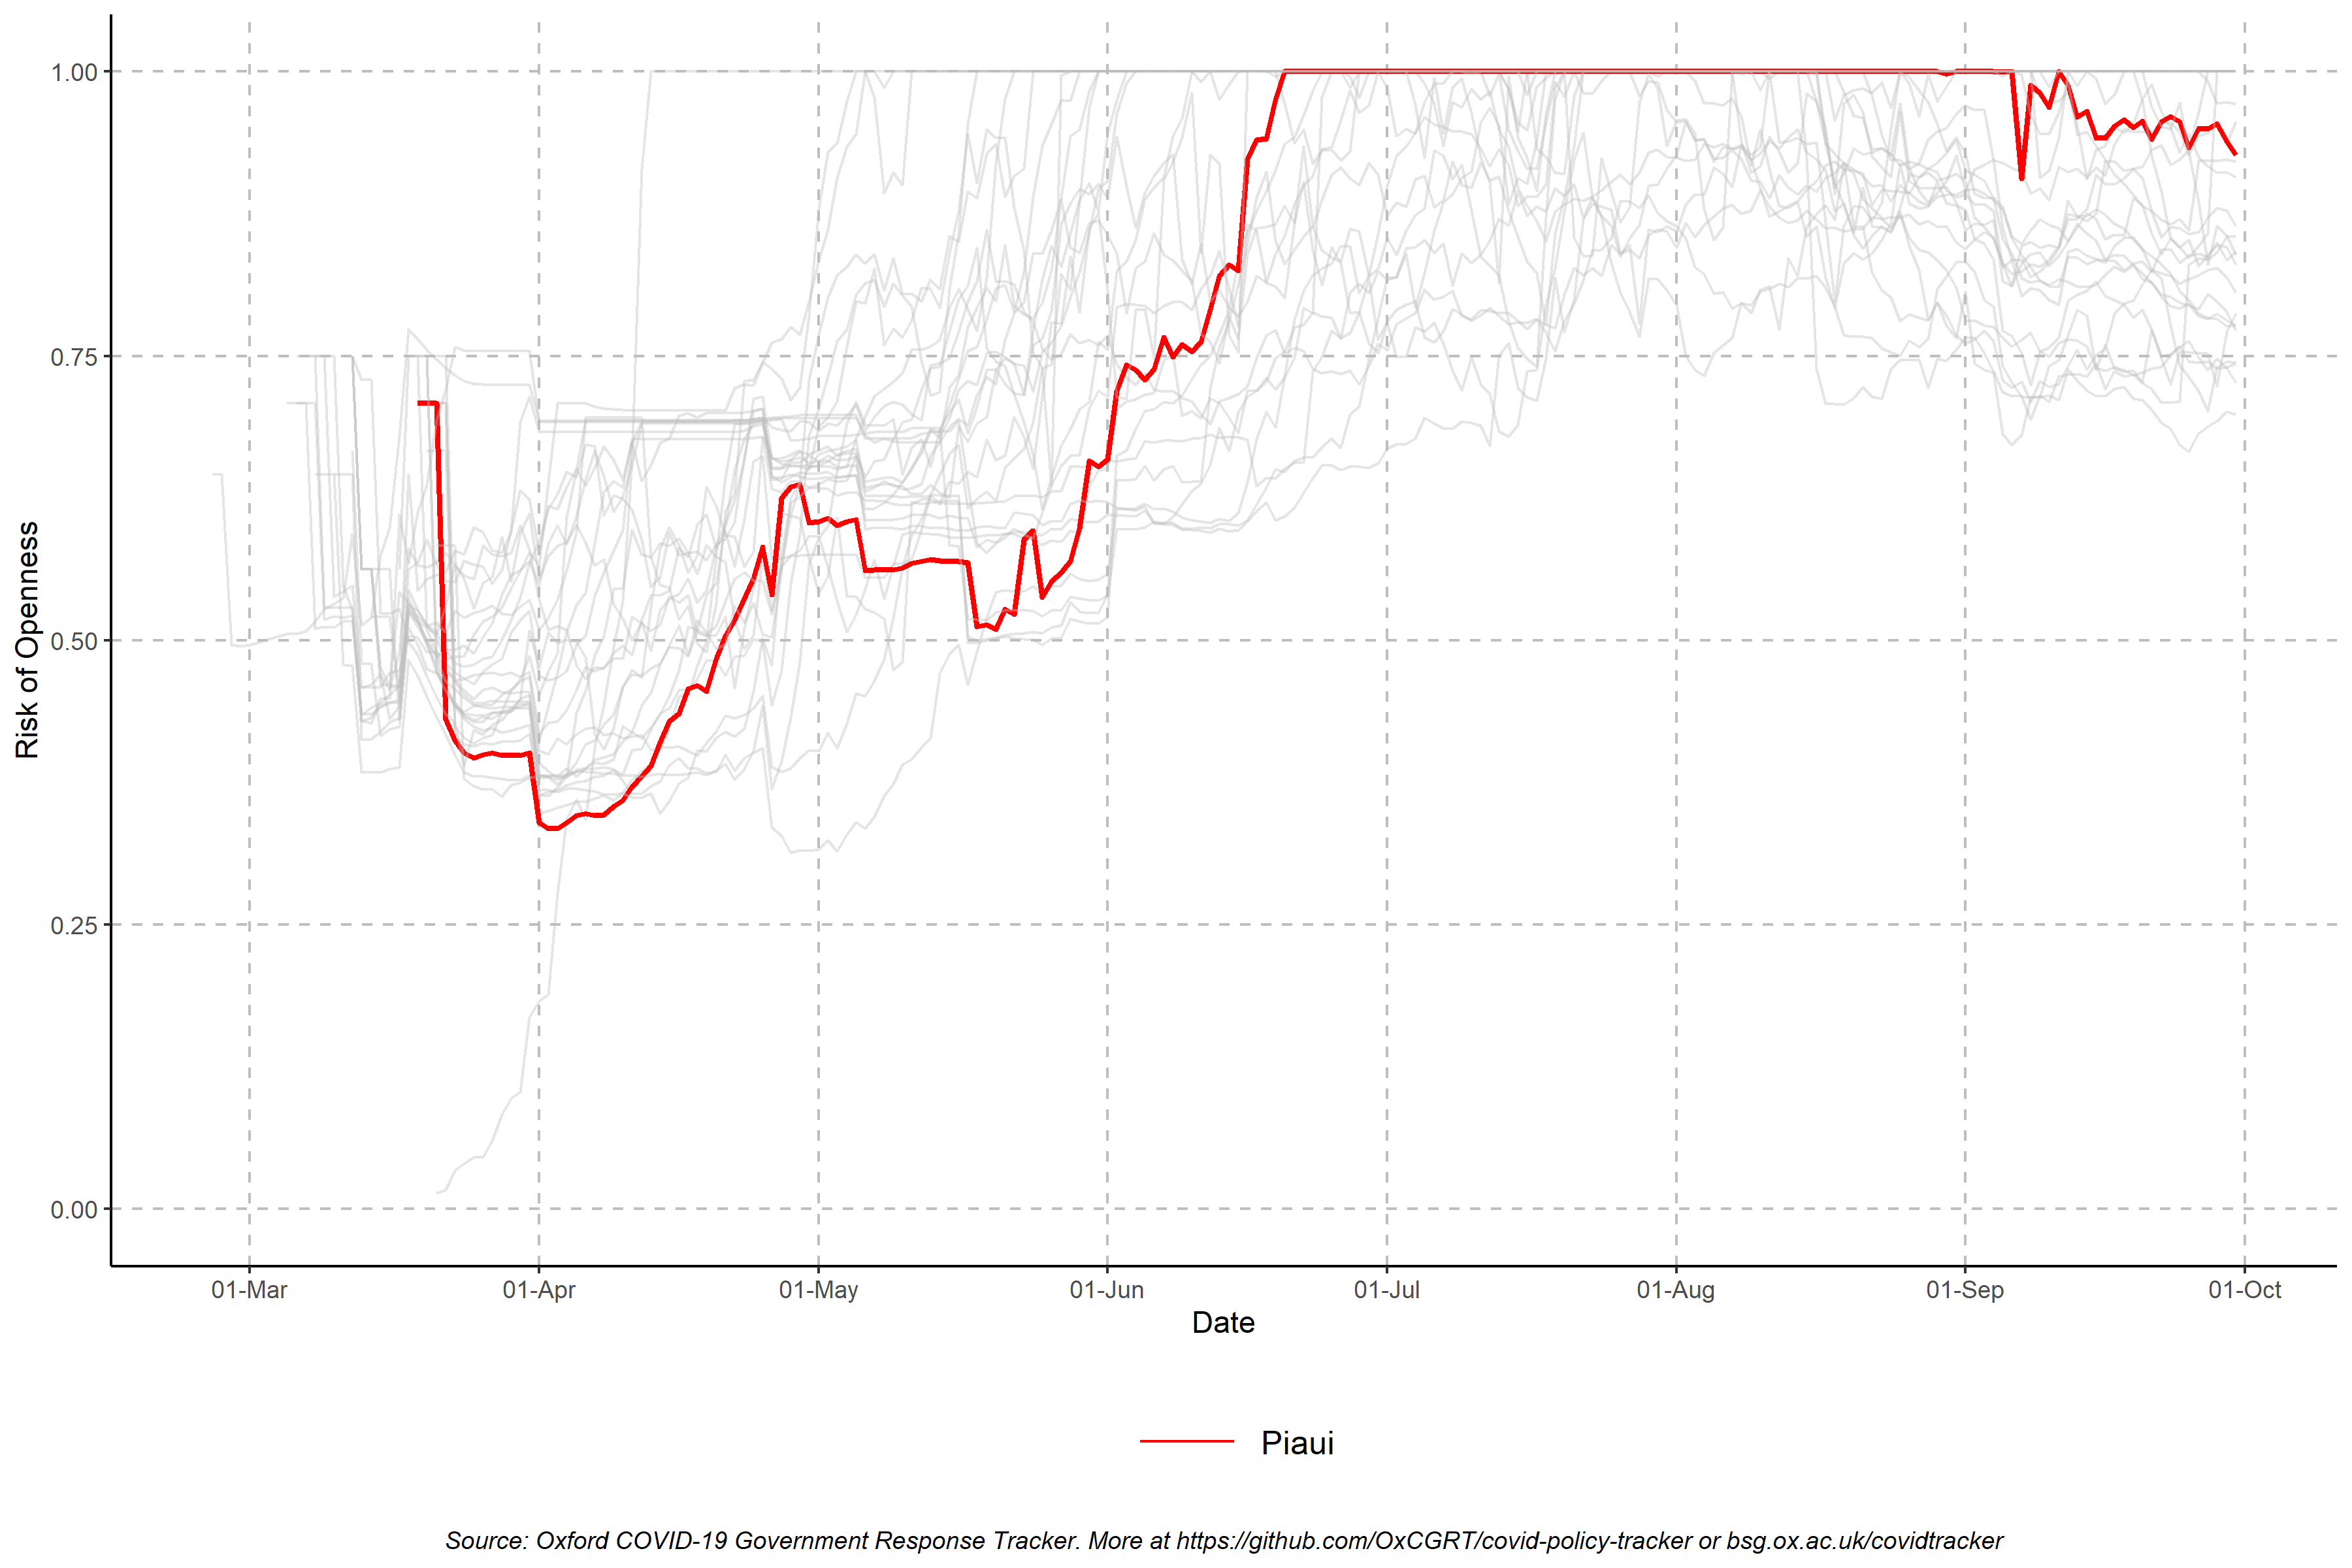 1.00
0.75
0.50
0.25
0.00
Risk of Openness
01-Mar 01-Apr 01-May 01-Jun 01-Jul 01-Aug 01-Sep 01-Oct
Date
Piaui
Source: Oxford COVID-19 Government Response Tracker. More at https://github.com/OxCGRT/covid-policy-tracker or bsg.ox.ac.uk/covidtracker